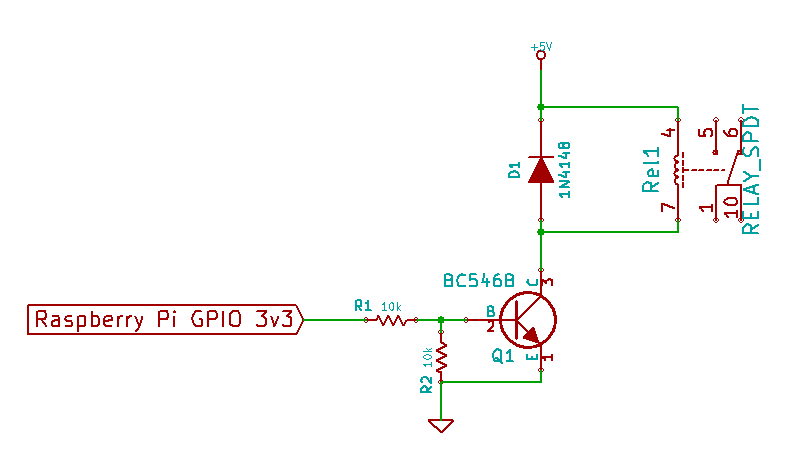 +5V
D1
1N4148
Rel1
4
7
5
6
1
10
RELAY_SPDT
BC546B
C
3
R1 10k
Raspberry Pi GPIO 3v3
B
2
Q1
E
1
R2 10k